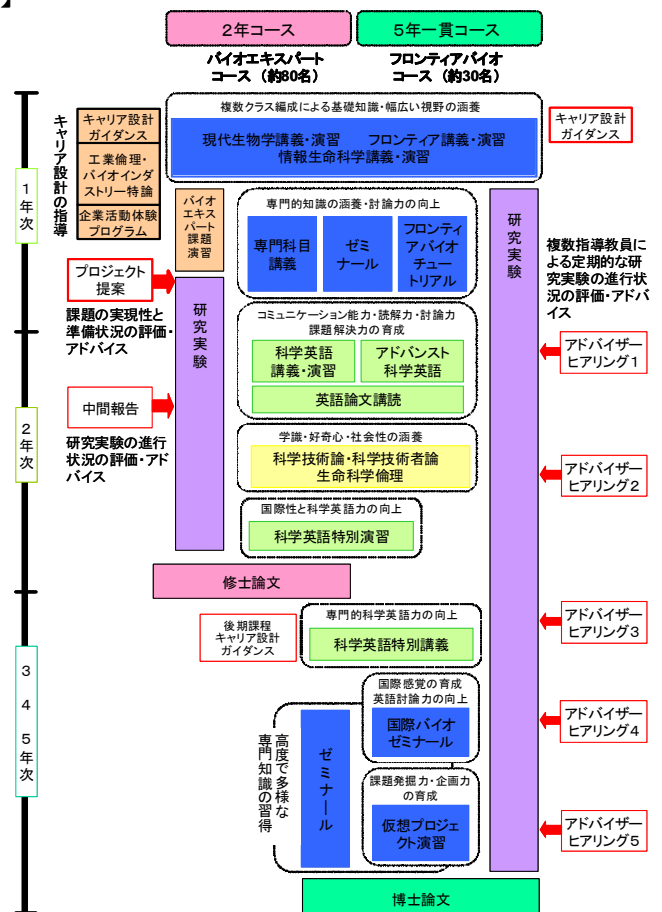 】
2年コース
5年一貫コース
バイオエキスパート
コース（約80名）
フロンティアバイオ
コース（約30名）
キャリア設計の指導
キャリア設計
ガイダンス
工業倫理・
バイオインダ
ストリー特論
企業活動体験
プログラム
複数クラス編成による基礎知識・幅広い視野の涵養
現代生物学講義・演習　フロンティア講義・演習
情報生命科学講義・演習
キャリア設計
ガイダンス
1年次
バイオ
エキス
パート
課題
演習
専門的知識の涵養・討論力の向上
専門科目
講義
ゼミ
ナール
フロンティ
アバイオ
チュー
トリアル
研究実験
複数指導教員に
よる定期的な研
究実験の進行状
況の評価・アドバ
イス
プロジェクト
提案
課題の実現性と
準備状況の評価・
アドバイス
研究実験
コミュニケーション能力・読解力・討論力
課題解決力の育成
科学英語
講義・演習
アドバンスト
科学英語
英語論文講読
アドバイザー
ヒアリング1
2年次
中間報告
研究実験の進行
状況の評価・アド
バイス
学識・好奇心・社会性の涵養
科学技術論・科学技術者論
生命科学倫理
アドバイザー
ヒアリング2
国際性と科学英語力の向上
科学英語特別演習
修士論文
3
4
5年次
後期課程
キャリア設計
ガイダンス
専門的科学英語力の向上
科学英語特別講義
アドバイザー
ヒアリング3
国際感覚の育成
英語討論力の向上
国際バイオ
ゼミナール
アドバイザー
ヒアリング4
高度で多様な
専門知識の習得
ゼミナール
課題発掘力・企画力
の育成
仮想プロジェ
クト演習
アドバイザー
ヒアリング5
博士論文